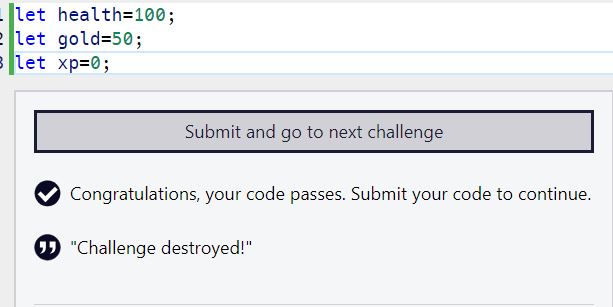 1 let health=100;
2 let gold=50;
3 let xp=0;
Submit and go to next challenge
Congratulations, your code passes. Submit your code to continue.
"Challenge destroyed!"